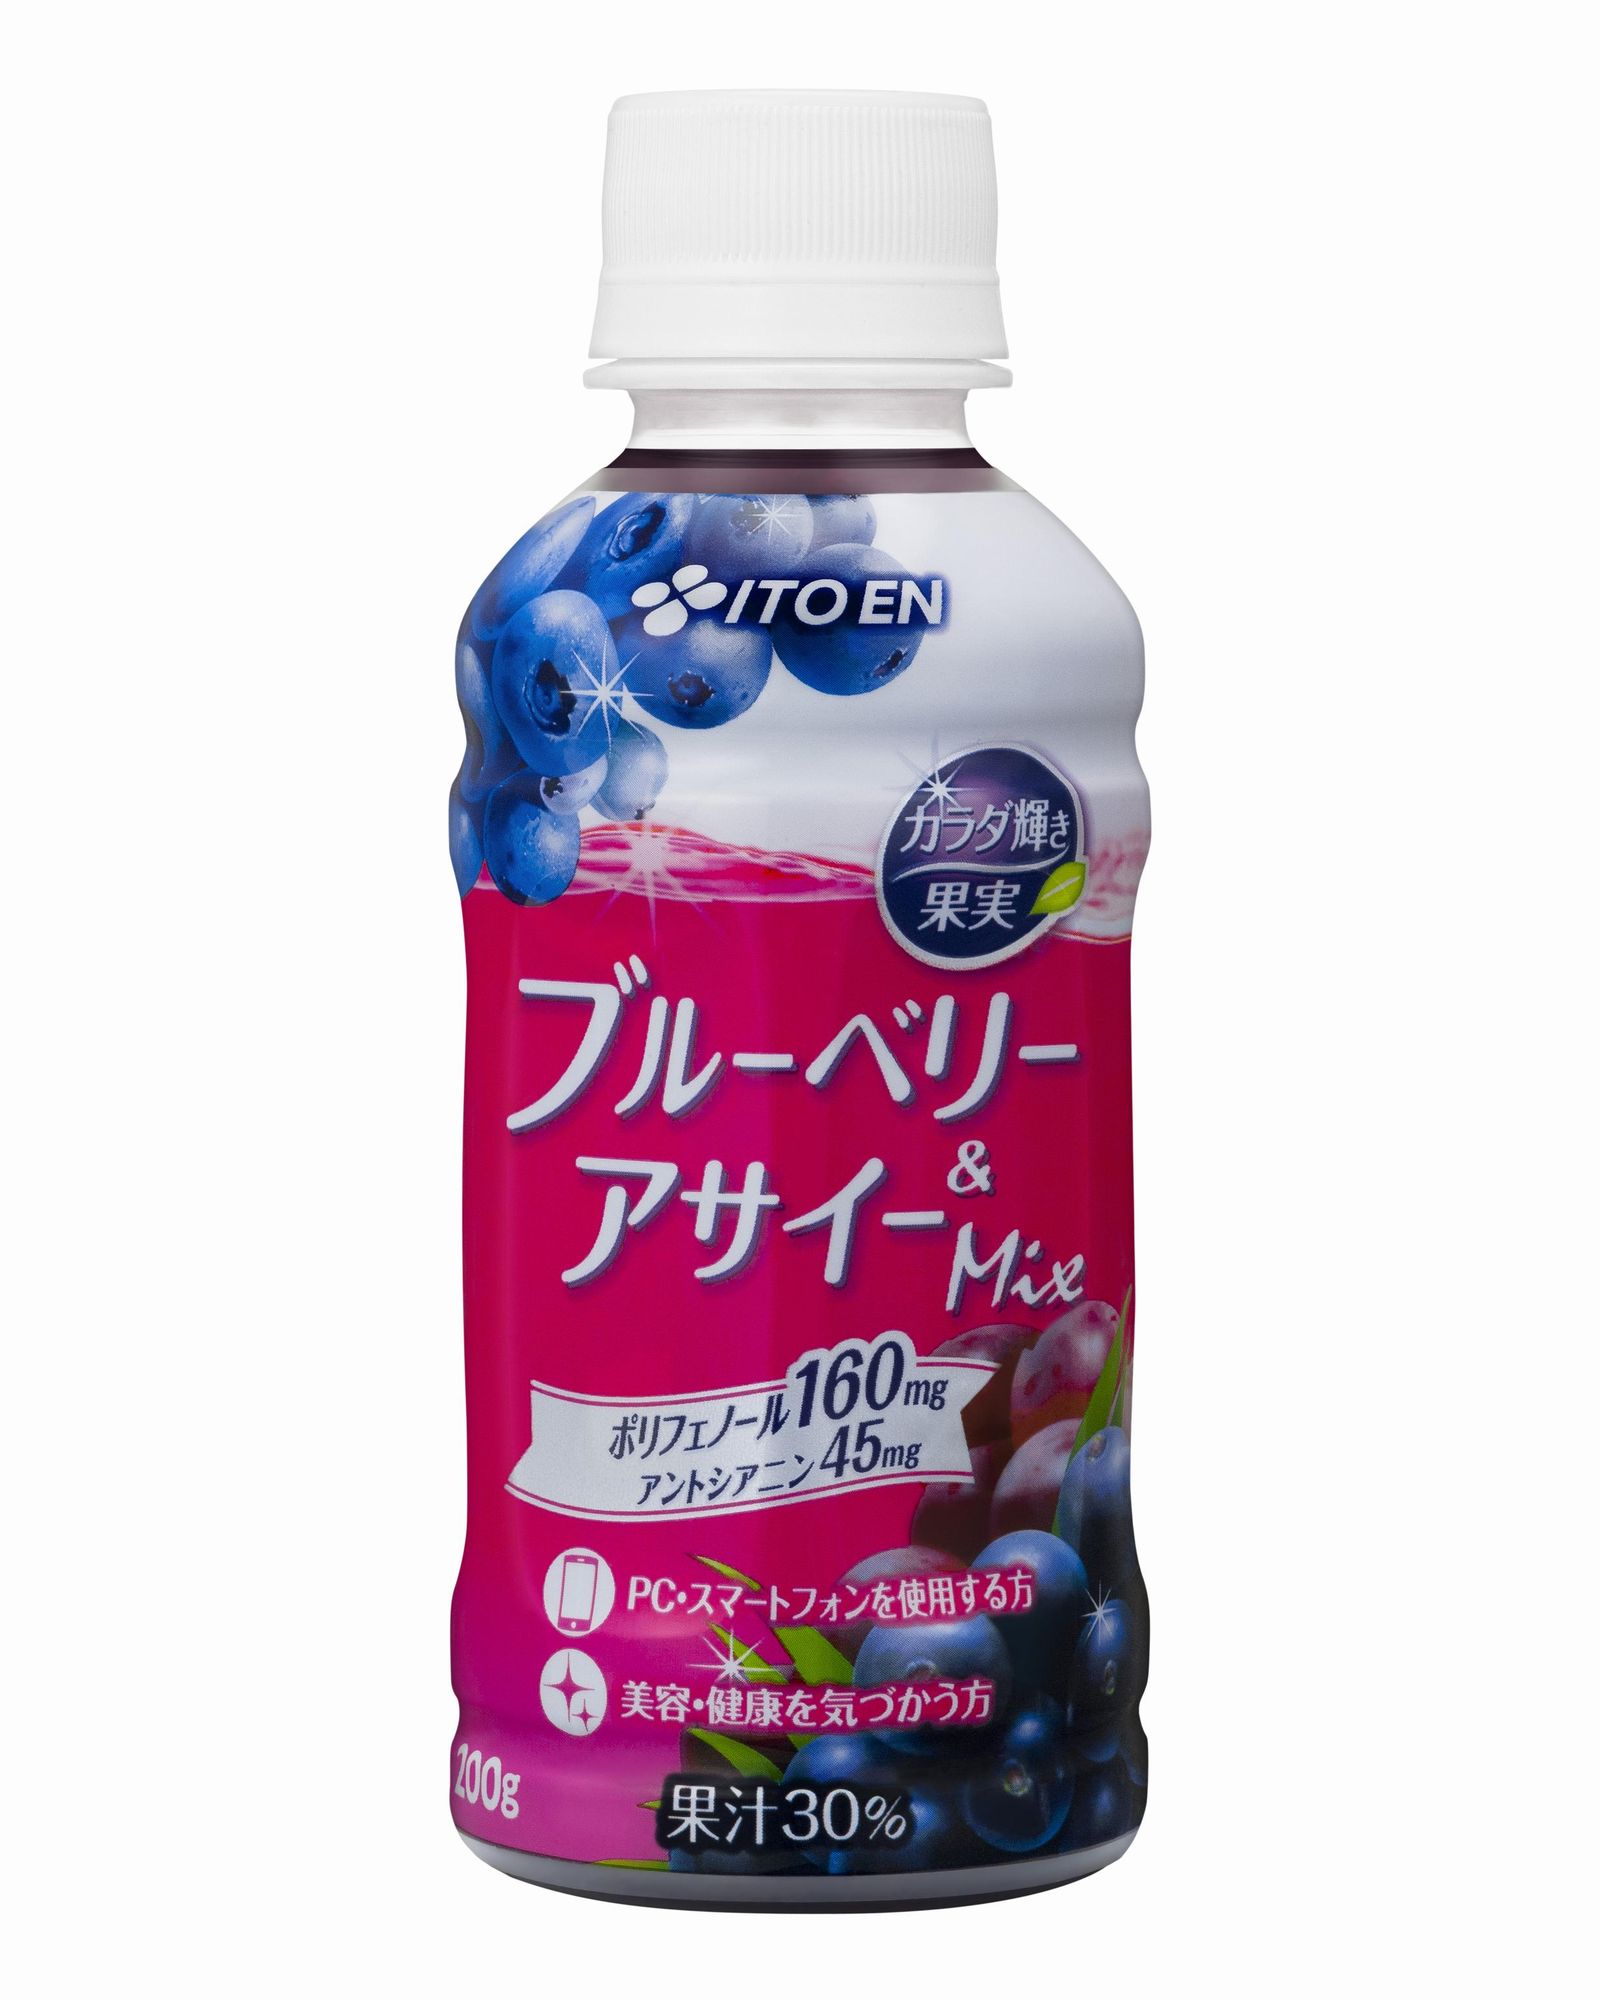 ITO EN
カラダ輝き
果実
ブルーベリー
&
アサイー
Mix
ポリフェノール160mg
アントシアニン45mg
PC・スマートフォンを使用する方
美容・健康を気づかう方
200g
果汁30%